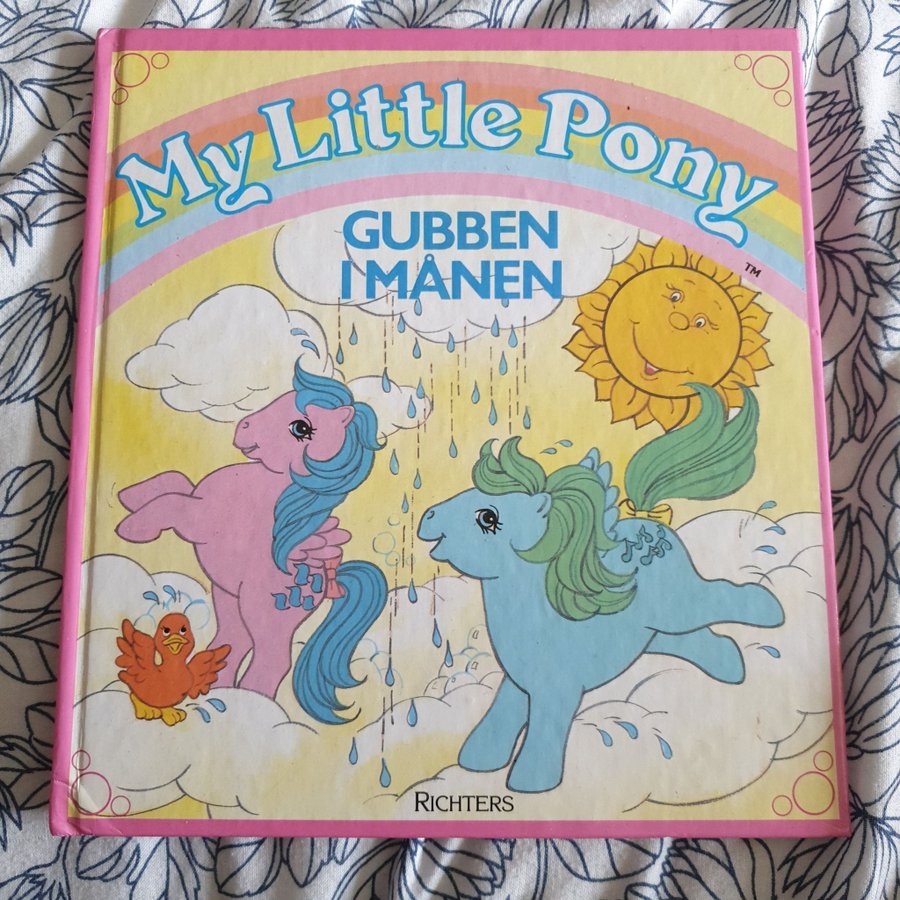 My Little Pony
TM
GUBBEN
I MÅNEN
RICHTERS